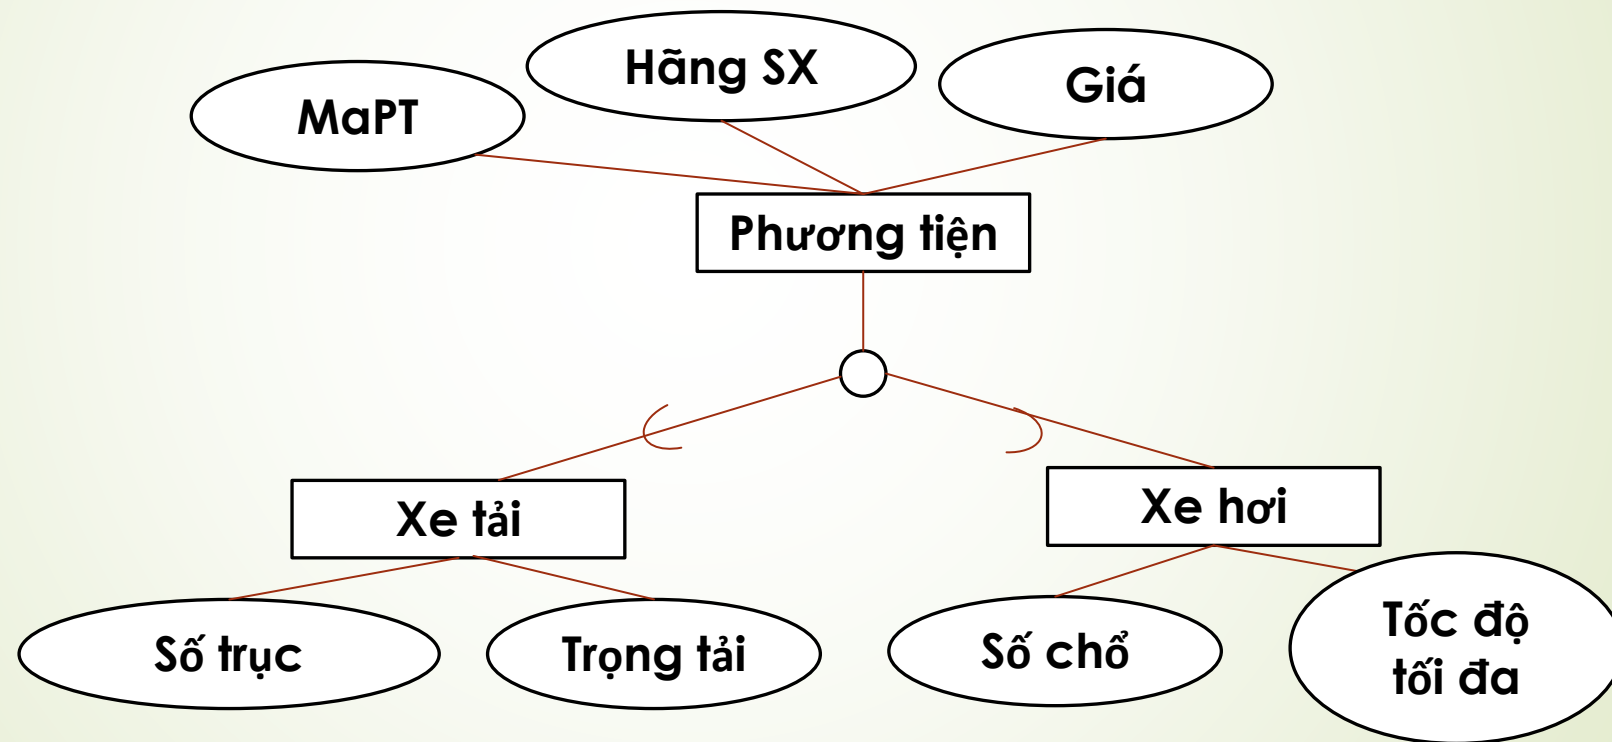 Hãng SX
Giá
MaPT
Phương tiện
Xe tải
Xe hơi
Số trục
Trọng tải
Số chổ
Tốc độ
tối đa